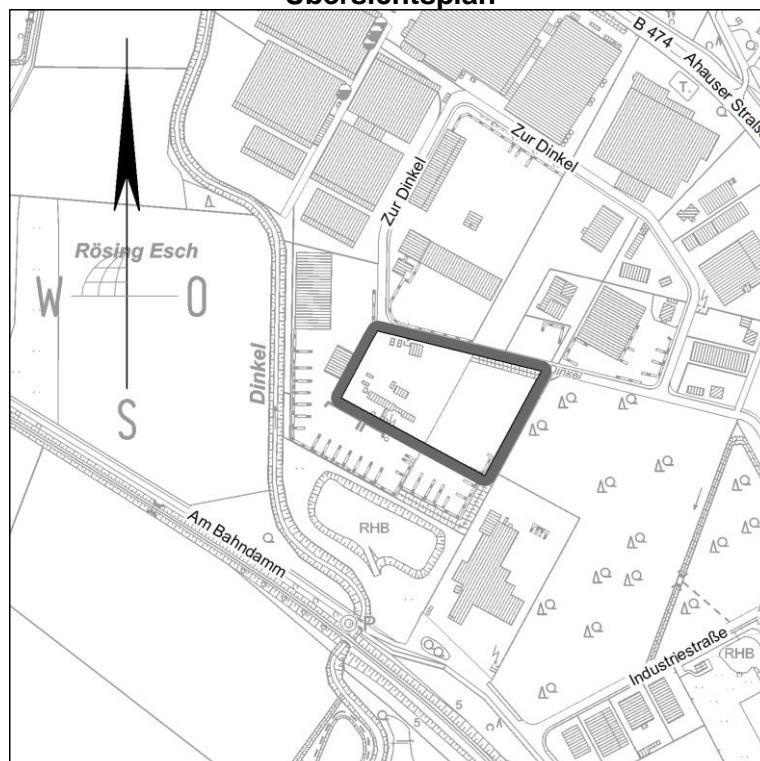 Übersichtsplan
B 474 – Ahauser Straße
T.
Zur Dinkel
Zur Dinkel
Rösing Esch
W
O
S
Dinkel
Dinkel
RHB
Am Bahndamm
P
Industriestraße
RHB
5
5